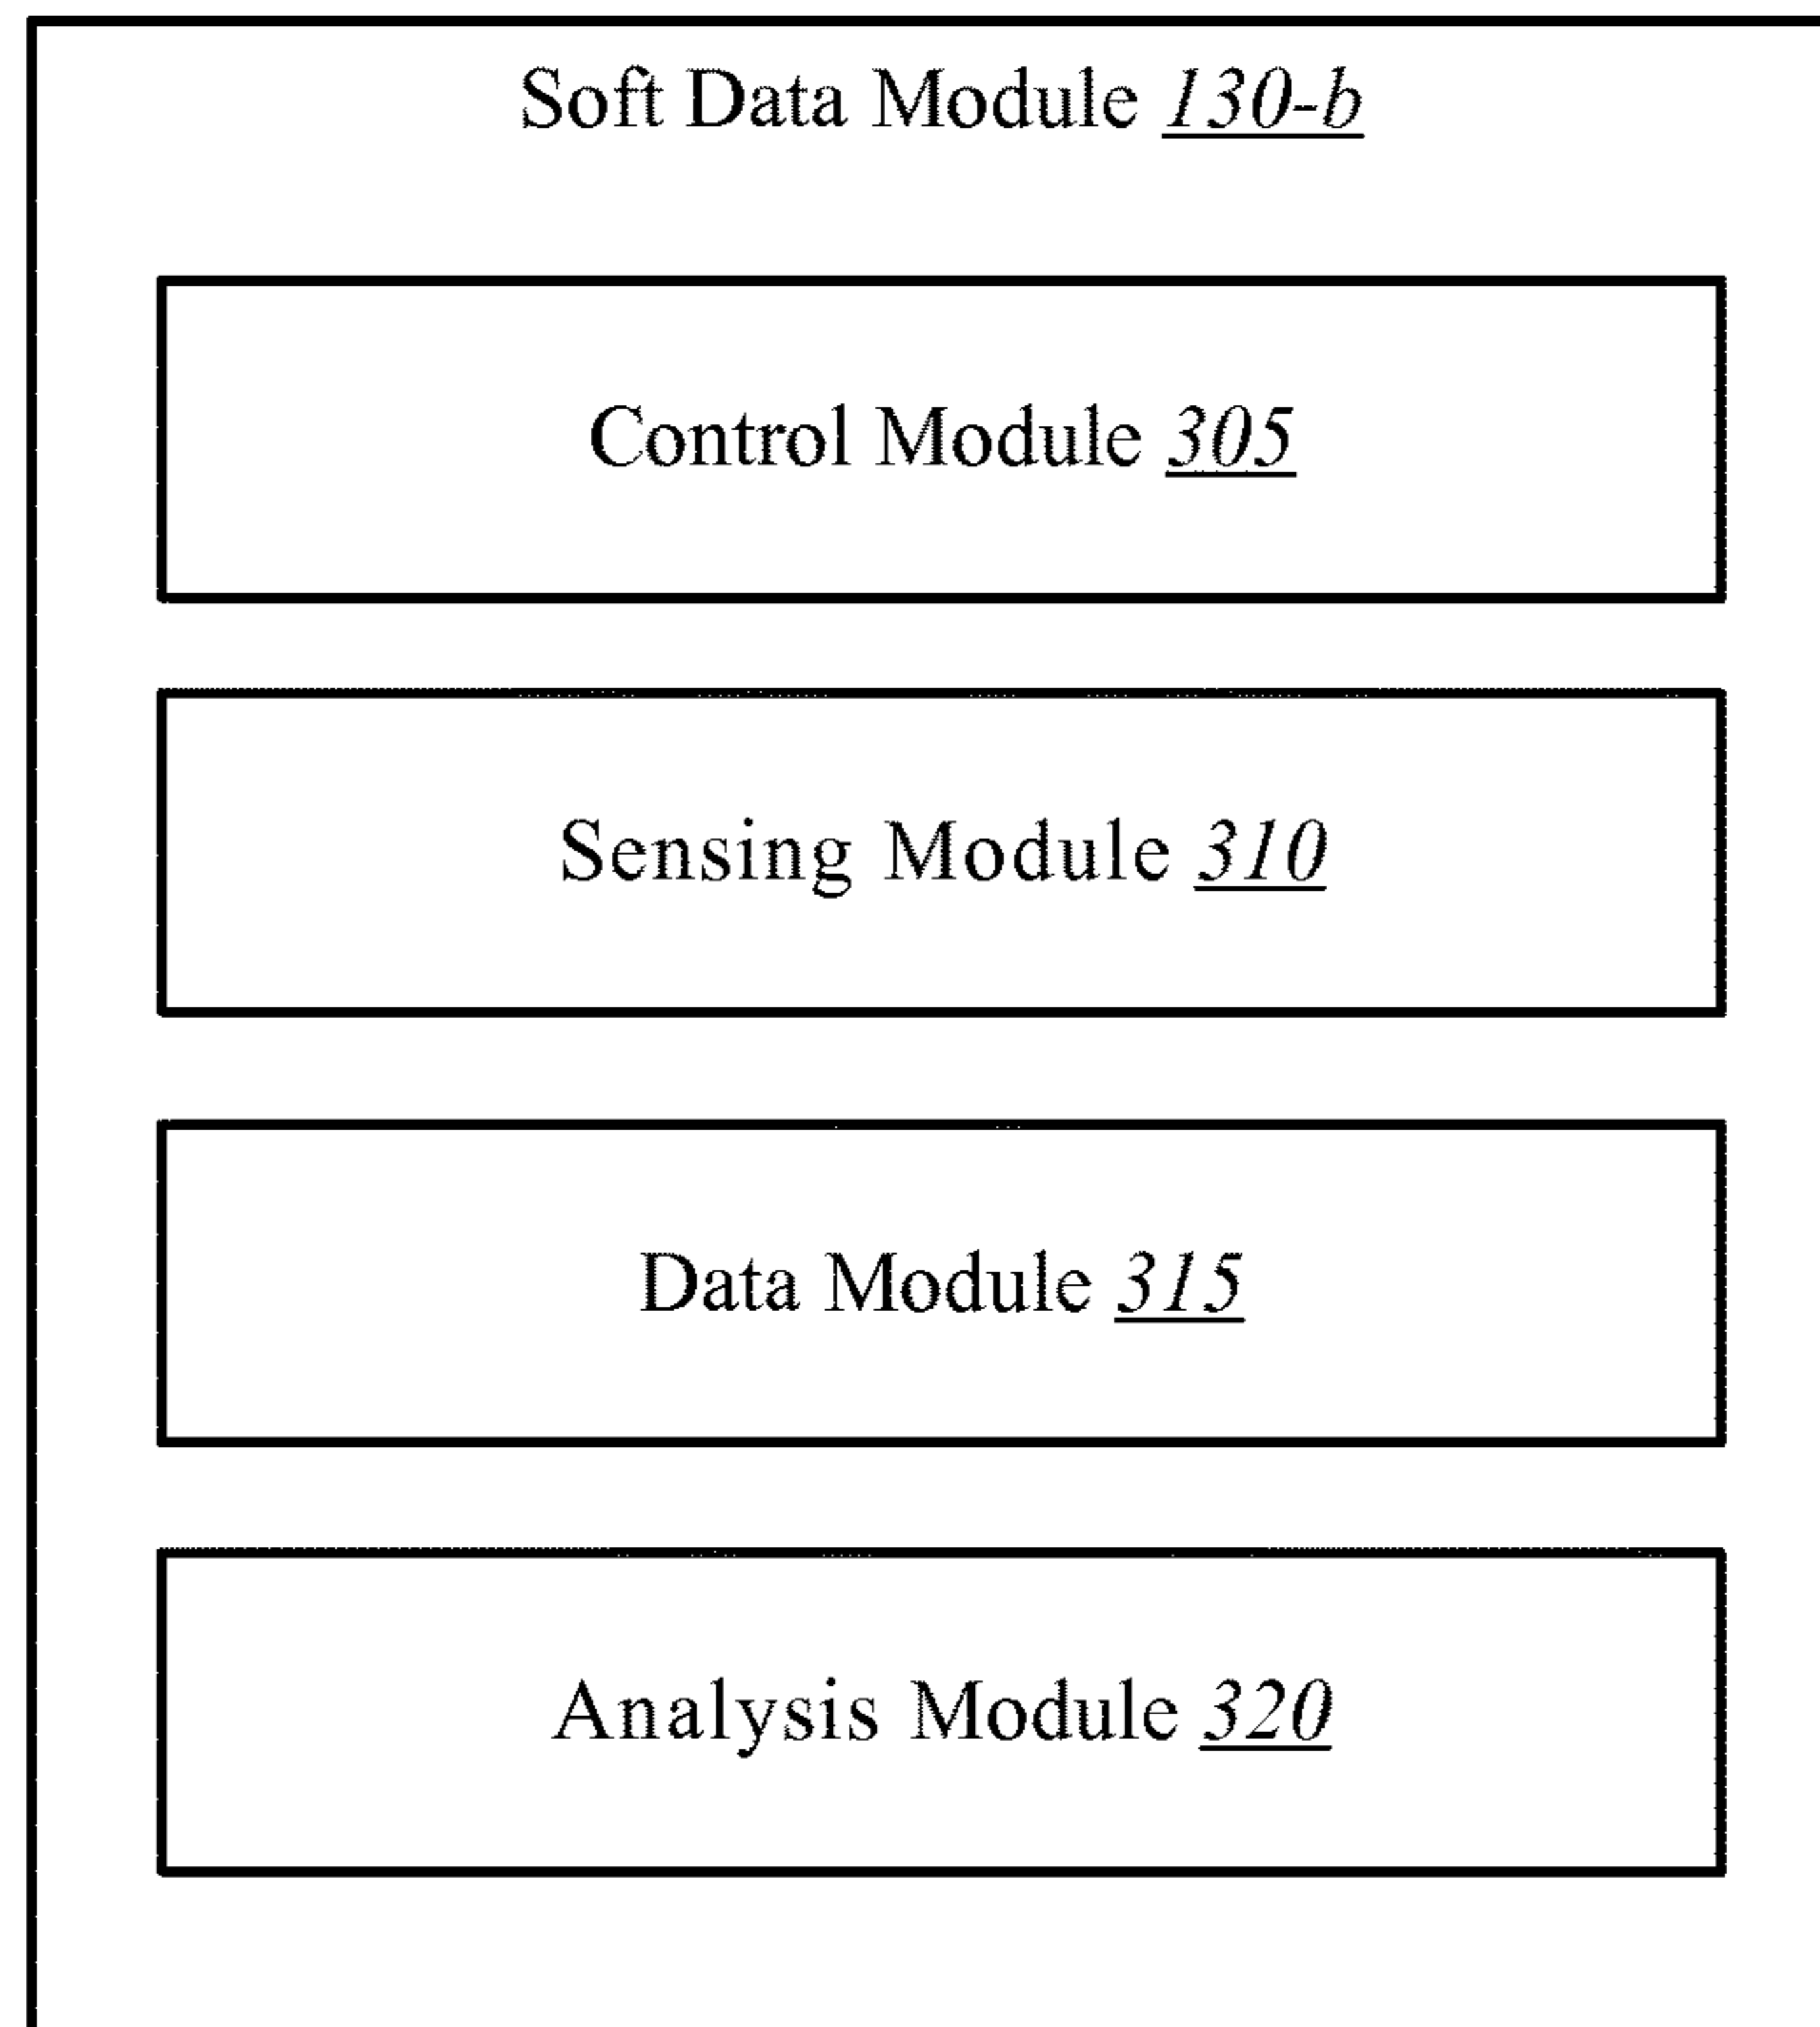 Soft Data Module 130-b
Control Module 305
Sensing Module 310
Data Module 315
Analysis Module 320